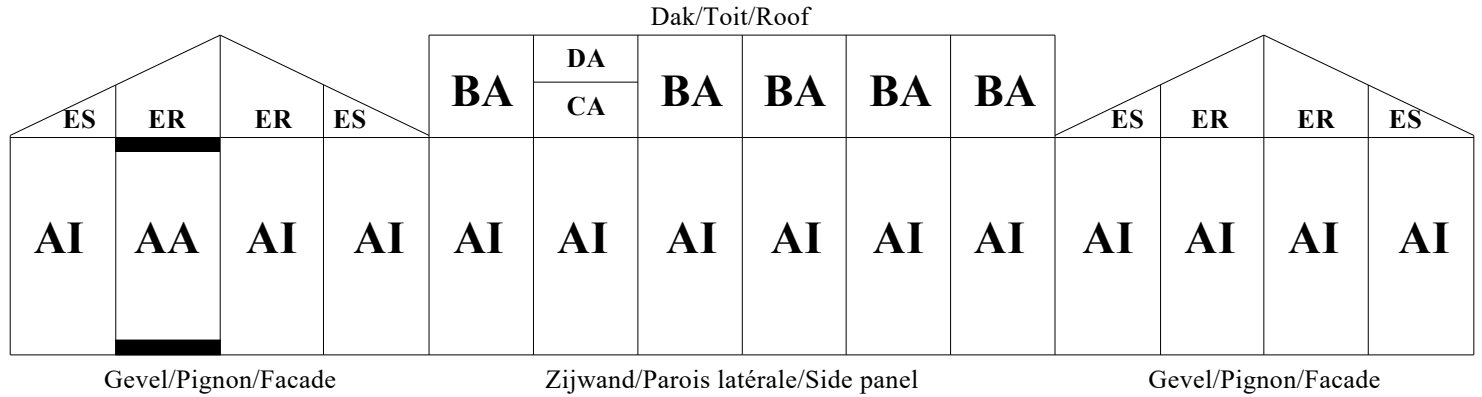 Dak/Toit/Roof
BA DA BA BA BA BA
CA
ES ER ER ES ES ER ER ES
AI AA AI AI AI AI AI AI AI AI AI AI AI AI
Gevel/Pignon/Facade Zijwand/Parois latérale/Side panel Gevel/Pignon/Facade